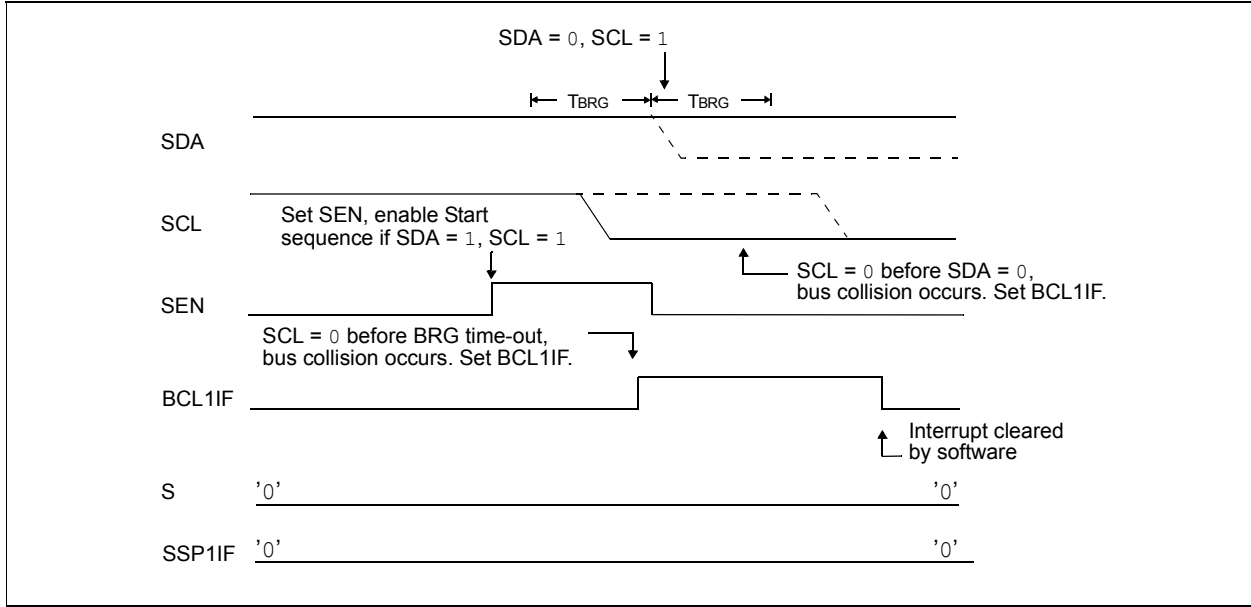 SDA = 0, SCL = 1
TBRG TBRG
SDA
SCL
Set SEN, enable Start
sequence if SDA = 1, SCL = 1
SCL = 0 before SDA = 0,
bus collision occurs. Set BCL1IF.
SEN
SCL = 0 before BRG time-out,
bus collision occurs. Set BCL1IF.
BCL1IF
Interrupt cleared
by software
S '0' '0'
SSP1IF '0' '0'